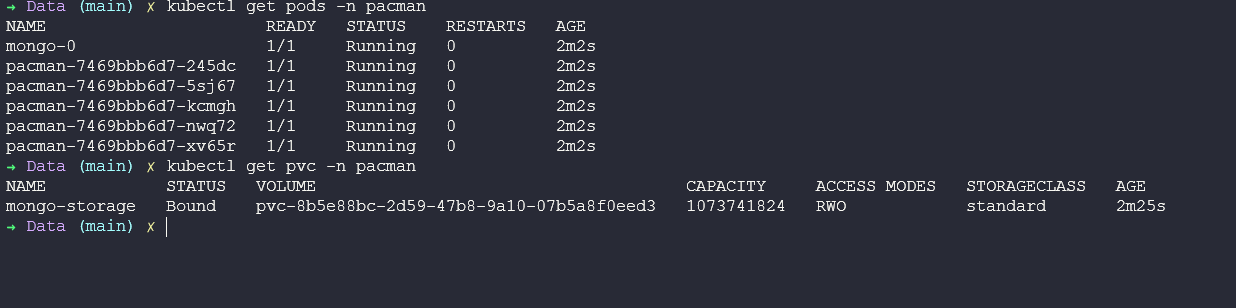 → Data (main) ✗ kubectl get pods -n pacman
NAME READY STATUS RESTARTS AGE
mongo-0 1/1 Running 0 2m2s
pacman-7469bbb6d7-245dc 1/1 Running 0 2m2s
pacman-7469bbb6d7-5sj67 1/1 Running 0 2m2s
pacman-7469bbb6d7-kcmgh 1/1 Running 0 2m2s
pacman-7469bbb6d7-nwq72 1/1 Running 0 2m2s
pacman-7469bbb6d7-xv65r 1/1 Running 0 2m2s
→ Data (main) ✗ kubectl get pvc -n pacman
NAME STATUS VOLUME CAPACITY ACCESS MODES STORAGECLASS AGE
mongo-storage Bound pvc-8b5e88bc-2d59-47b8-9a10-07b5a8f0eed3 1073741824 RWO standard 2m25s
→ Data (main) ✗